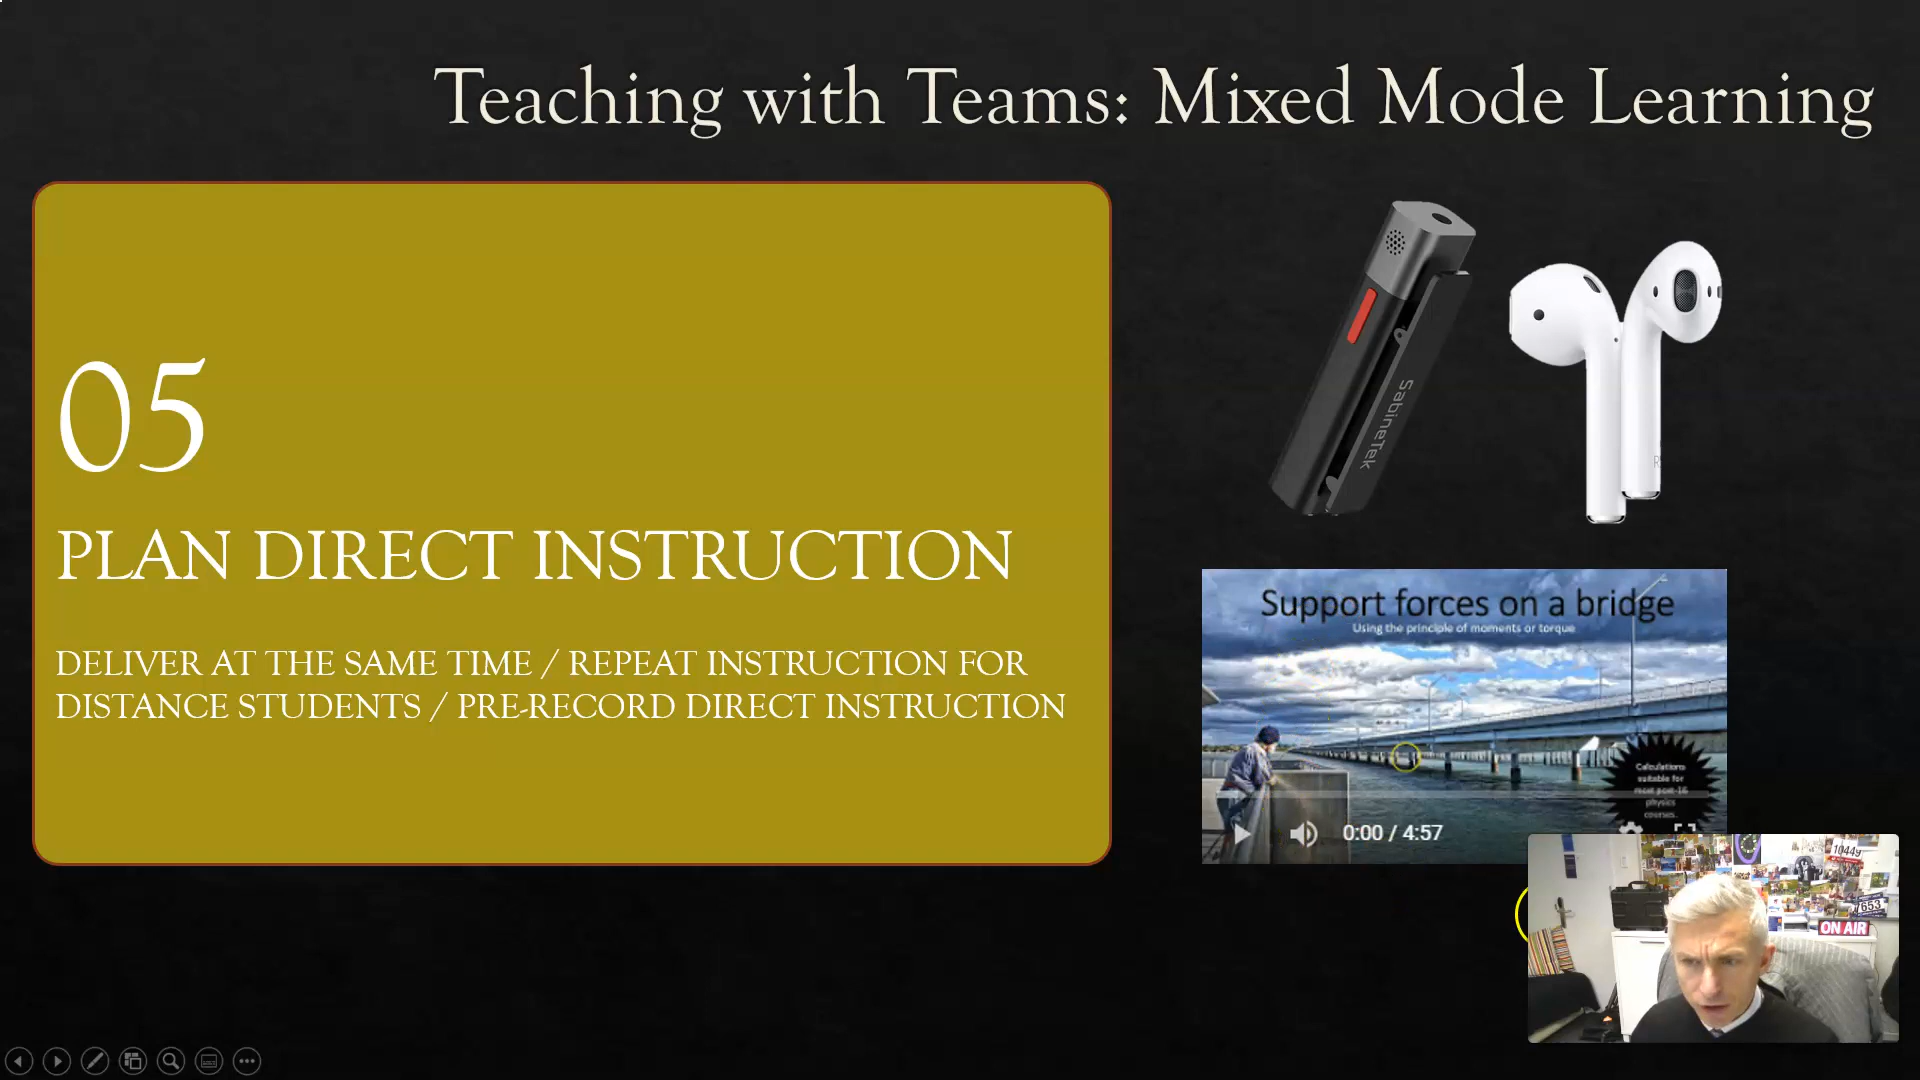 Teaching with Teams: Mixed Mode Learning
05
PLAN DIRECT INSTRUCTION
DELIVER AT THE SAME TIME / REPEAT INSTRUCTION FOR
DISTANCE STUDENTS / PRE-RECORD DIRECT INSTRUCTION
SabineTek
Support forces on a bridge
Using the principle of moments or torque
Calculations
suitable for
most post-16
physics
courses.
0:00 / 4:57
10449
7653
ON AIR